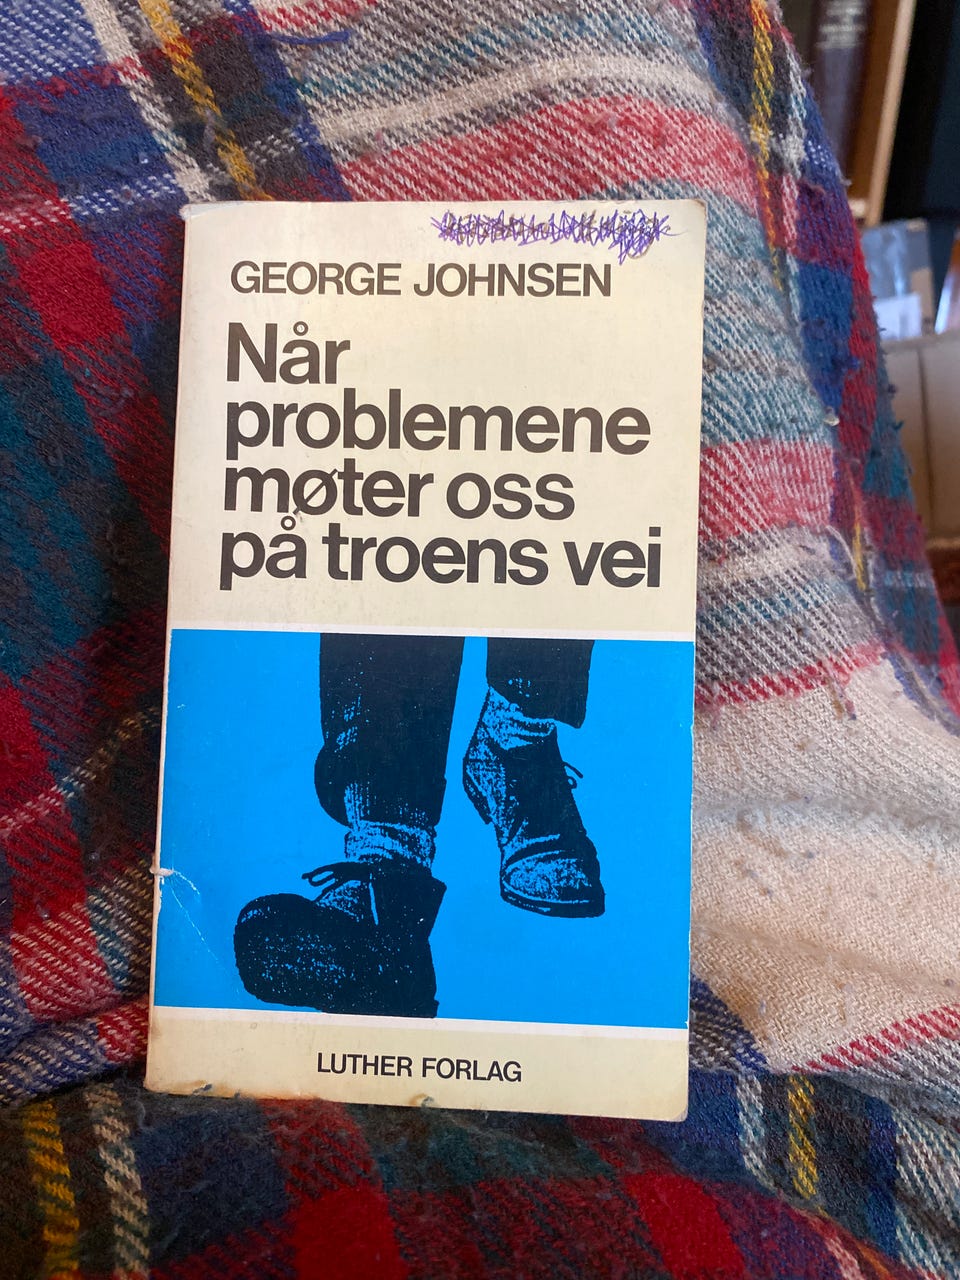 GEORGE JOHNSEN
Når
problemene
møter oss
på troens vei
LUTHER FORLAG